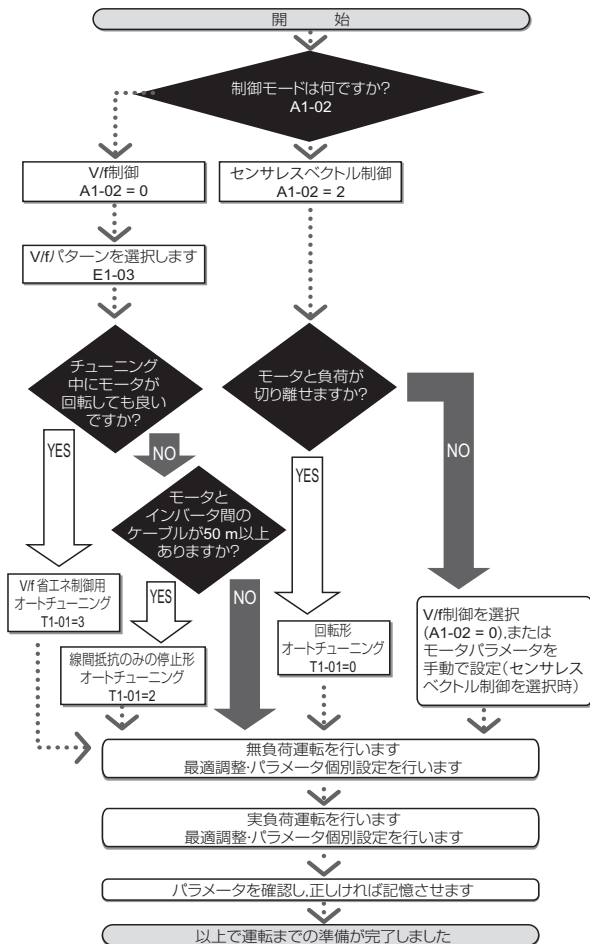 開 始
制御モードは何ですか?
A1-02
V/f制御
A1-02 = 0
センサレスベクトル制御
A1-02 = 2
V/fパターンを選択します
E1-03
チューニング
中にモータが
回転しても良い
ですか?
モータと負荷が
切り離せますか?
YES
NO
YES
NO
モータと
インバータ間の
ケーブルが50 m以上
ありますか?
YES
NO
V/f 省エネ制御用
オートチューニング
T1-01=3
線間抵抗のみの停止形
オートチューニング
T1-01=2
回転形
オートチューニング
T1-01=0
V/f制御を選択
(A1-02 = 0),または
モータパラメータを
手動で設定(センサレス
ベクトル制御を選択時)
無負荷運転を行います
最適調整・パラメータ個別設定を行います
実負荷運転を行います
最適調整・パラメータ個別設定を行います
パラメータを確認し,正しければ記憶させます
以上で運転までの準備が完了しました